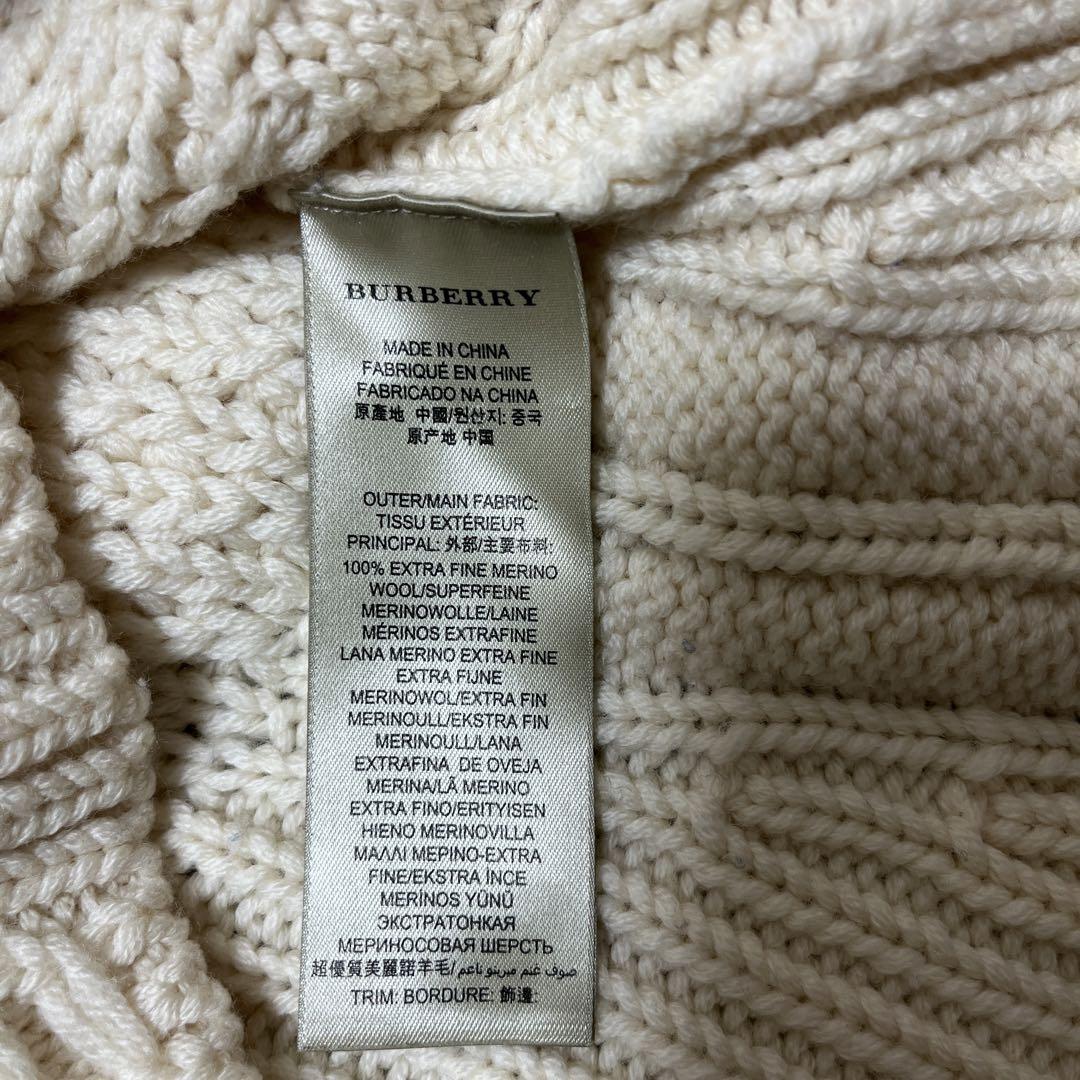 BURBERRY
MADE IN CHINA
FABRIQUÉ EN CHINE
FABRICADO NA CHINA
原產地 中國/원산지: 중국
原产地 中国
OUTER/MAIN FABRIC:
TISSU EXTÉRIEUR
PRINCIPAL: 外部/主要布料:
100% EXTRA FINE MERINO
WOOL/SUPERFEINE
MERINOWOLLE/LAINE
MÉRINOS EXTRAFINE
LANA MERINO EXTRA FINE
EXTRA FIJNE
MERINOWOL/EXTRA FIN
MERINOULL/EKSTRA FIN
MERINOULL/LANA
EXTRAFINA DE OVEJA
MERINA/LÃ MERINO
EXTRA FINO/ERITYISEN
HIENO MERINOVILLA
ΜΑΛΛΙ ΜΕΡΙΝΟ-EXTRA
FINE/EKSTRA İNCE
MERİNOS YÜNÜ
ЭКСТРАТОНКАЯ
МЕРИНОСОВАЯ ШЕРСТЬ
超優質美麗諾羊毛/صوف غنم ميرينو ناعم
TRIM: BORDURE: 飾邊: